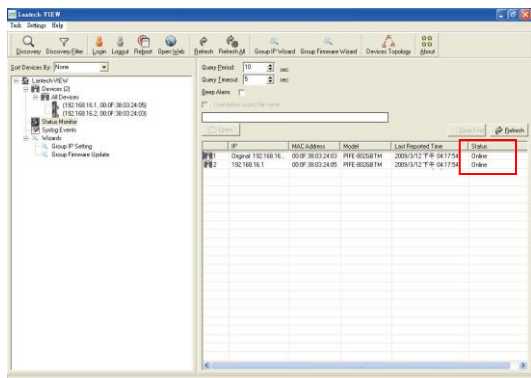 Lantech VIEW
Task Settings Help
Discovery Discovery Filter Login Loggut Reboot Open Web Refresh Refresh All Group IP Wizard Group Firmware Wizard Devices Topology About
Sort Devices By: None
Lantech-VIEW
Devices (2)
All Devices
(192.168.16.1, 00:0F:38:03:24:05)
(192.168.16.2, 00:0F:38:03:24:03)
Status Monitor
Syslog Events
Wizards
Group IP Setting
Group Firmware Update
Query Period 10 sec
Query Timeout 5 sec
Beep Alarm
Open
Refresh
IP MAC Address Model Last Reported Time Status
1 Original 192.168.16... 00:0F:38:03:24:03 2009/3/12 下午 04:17:54 Online
2 192.168.16.1 00:0F:38:03:24:05 2009/3/12 下午 04:17:54 Online